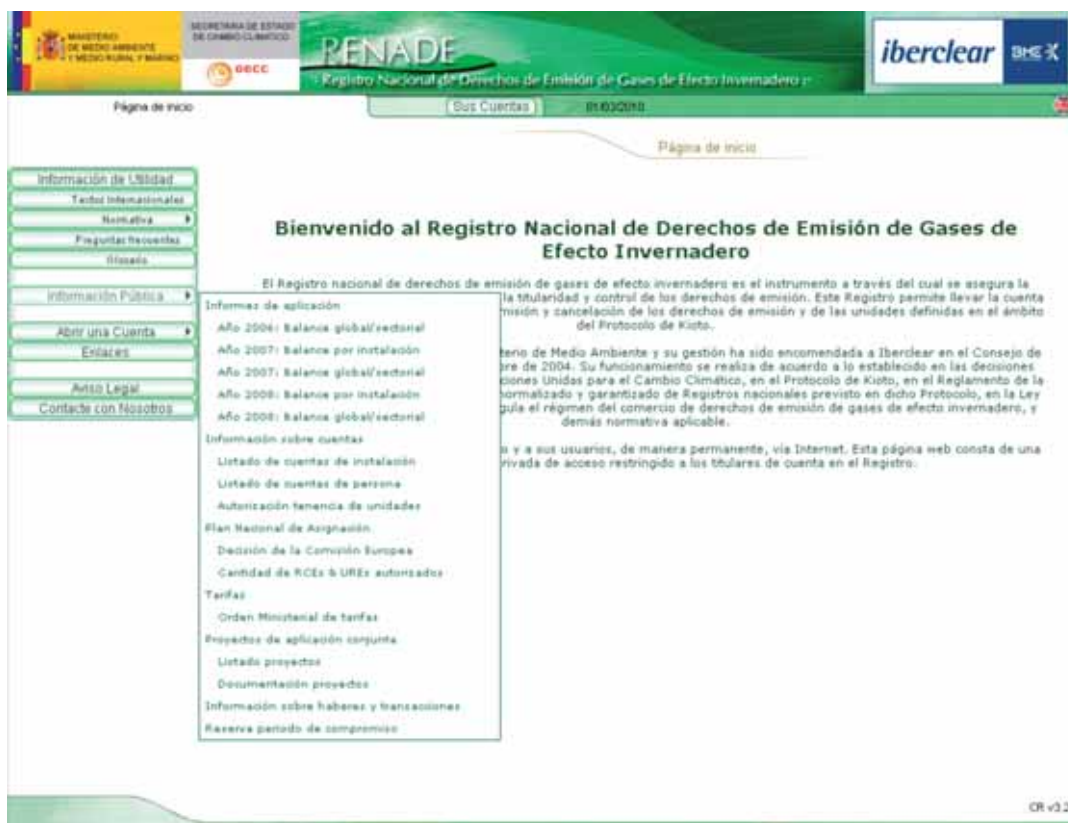 MINISTERIO
DE MEDIO AMBIENTE
Y MEDIO RURAL Y MARINO
SECRETARIA DE ESTADO
DE CAMBIO CLIMATICO
oecc
RENADE
Registro Nacional de Derechos de Emisión de Gases de Efecto Invernadero
iberclear
BME X
Página de inicio
Sus Cuentas
01/03/2010
Página de inicio
Información de Utilidad
Textos Internacionales
Normativa
Preguntas frecuentes
Glosario
Información Pública
Abrir una Cuenta
Enlaces
Aviso Legal
Contacte con Nosotros
Bienvenido al Registro Nacional de Derechos de Emisión de Gases de
Efecto Invernadero
El Registro nacional de derechos de emisión de gases de efecto invernadero es el instrumento a través del cual se asegura la
la titularidad y control de los derechos de emisión. Este Registro permite llevar la cuenta
misión y cancelación de los derechos de emisión y de las unidades definidas en el ámbito
del Protocolo de Kioto.
terio de Medio Ambiente y su gestión ha sido encomendada a Iberclear en el Consejo de
re de 2004. Su funcionamiento se realiza de acuerdo a lo establecido en las decisiones
ciones Unidas para el Cambio Climático, en el Protocolo de Kioto, en el Reglamento de la
normalizado y garantizado de Registros nacionales previsto en dicho Protocolo, en la Ley
gula el régimen del comercio de derechos de emisión de gases de efecto invernadero, y
demás normativa aplicable.
o y a sus usuarios, de manera permanente, vía Internet. Esta página web consta de una
rivada de acceso restringido a los titulares de cuenta en el Registro.
Informes de aplicación
Año 2006: Balance global/sectorial
Año 2007: Balance por instalación
Año 2007: Balance global/sectorial
Año 2008: Balance por instalación
Año 2008: Balance global/sectorial
Información sobre cuentas
Listado de cuentas de instalación
Listado de cuentas de persona
Autorización tenencia de unidades
Plan Nacional de Asignación
Decisión de la Comisión Europea
Cantidad de RCEs & UREs autorizados
Tarifas
Orden Ministerial de tarifas
Proyectos de aplicación conjunta
Listado proyectos
Documentación proyectos
Información sobre haberes y transacciones
Reserva periodo de compromiso
CR v3.2